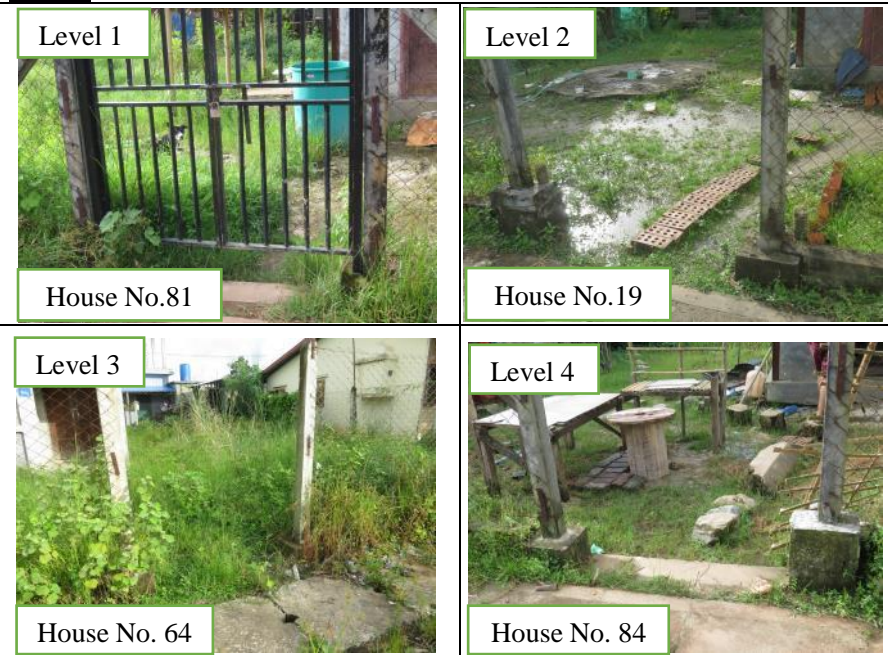 Level 1
Level 2
House No.81
House No.19
Level 3
Level 4
House No. 64
House No. 84